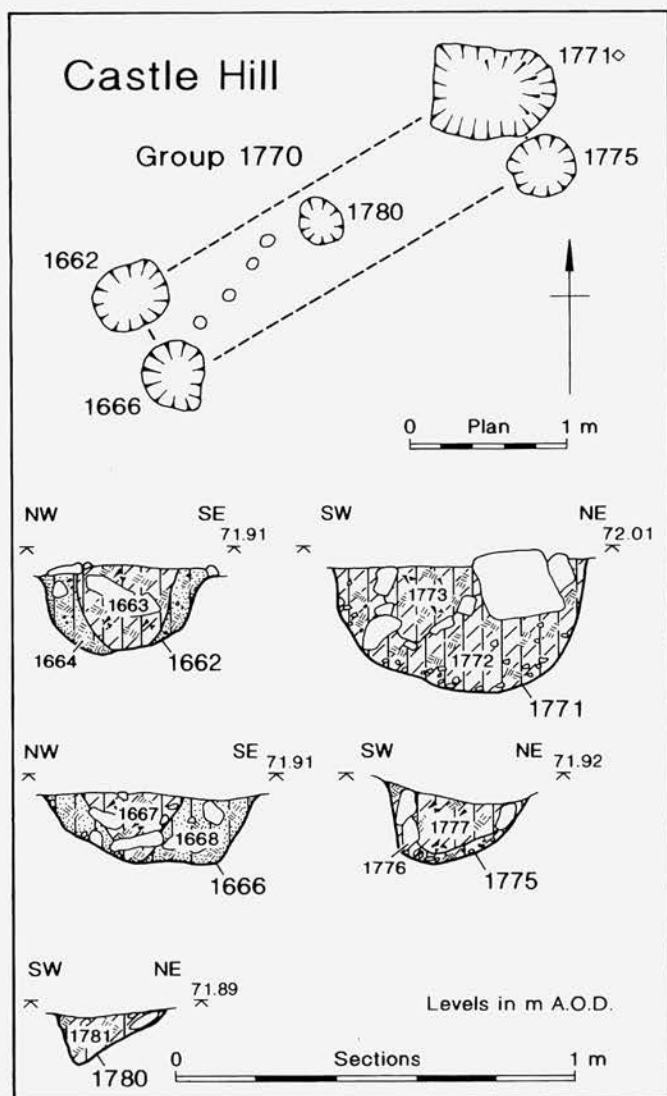 Castle Hill
1771◇
Group 1770
1775
1780
1662
1666
0 Plan 1 m
NW SE
71.91
1663
1664
1662
SW NE
72.01
1773
1772
1771
NW SE
71.91
1667
1668
1666
SW NE
71.92
1777
1776
1775
SW NE
71.89
1781
1780
Levels in m A.O.D.
0 Sections 1 m